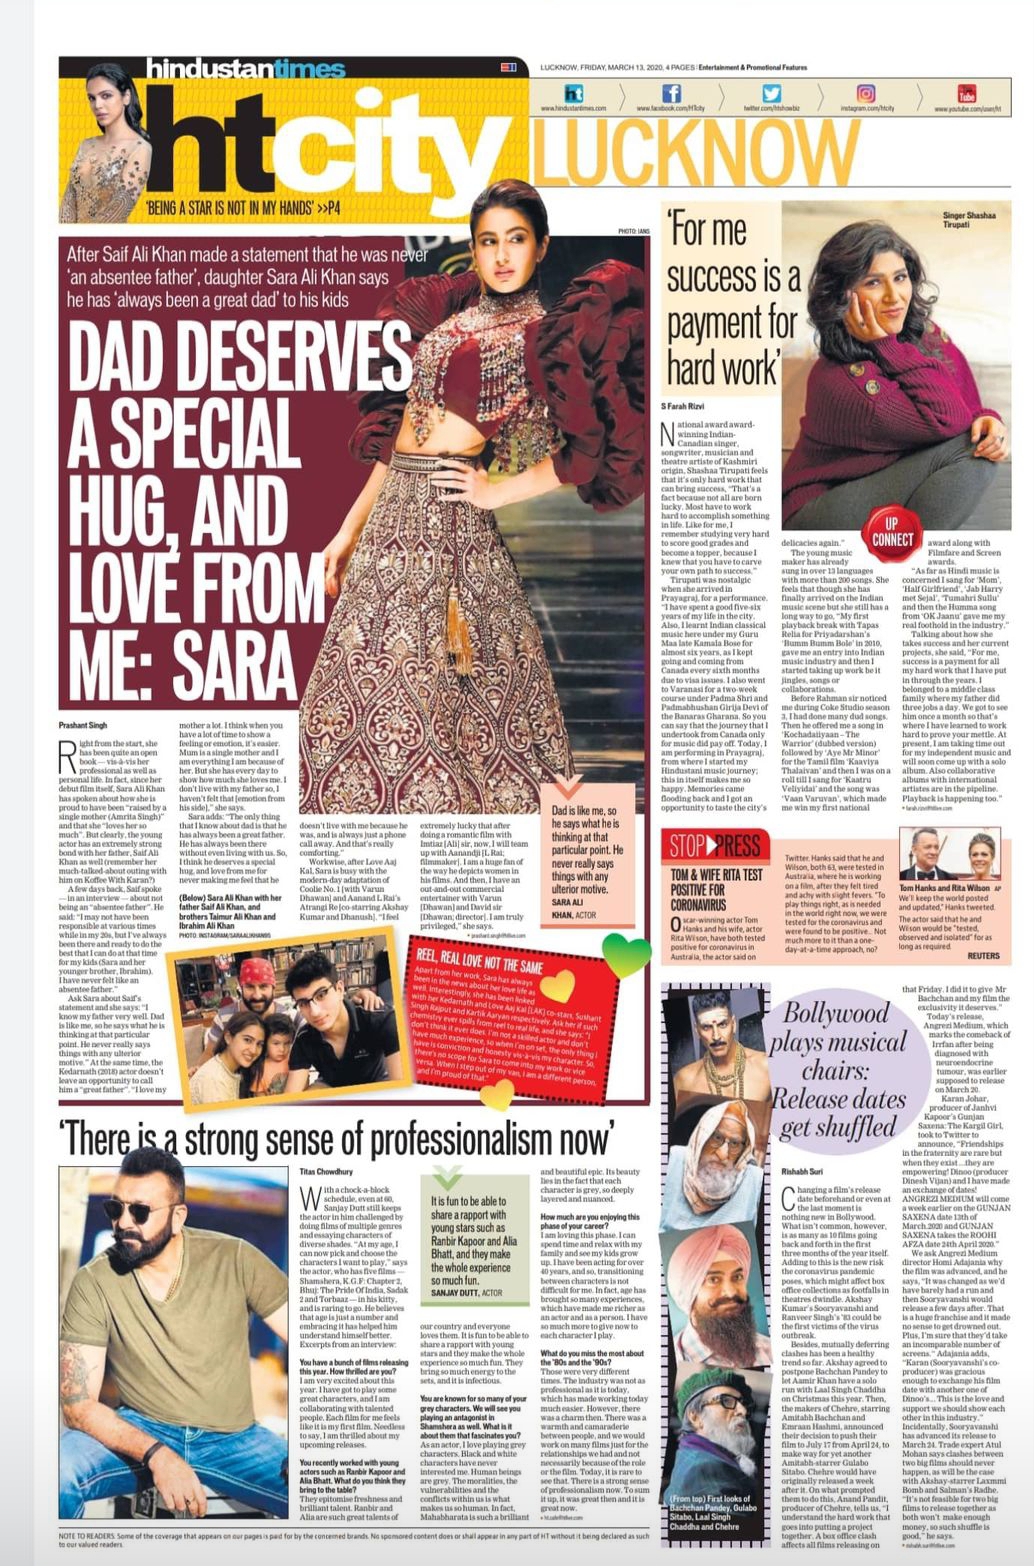 hindustantimes
htcity
LUCKNOW
'BEING A STAR IS NOT IN MY HANDS' >>P4
LUCKNOW, FRIDAY, MARCH 13, 2020, 4 PAGES | Entertainment & Promotional Features
ht
www.hindustantimes.com
www.facebook.com/HTcity
twitter.com/htshowbiz
instagram.com/htcity
You
Tube
www.youtube.com/user/ht
PHOTO: IANS
After Saif Ali Khan made a statement that he was never
'an absentee father', daughter Sara Ali Khan says
he has 'always been a great dad' to his kids
DAD DESERVES
A SPECIAL
HUG, AND
LOVE FROM
ME: SARA
Prashant Singh
Right from the start, she
has been quite an open
book — vis-à-vis her
professional as well as
personal life. In fact, since her
debut film itself, Sara Ali Khan
has spoken about how she is
proud to have been "raised by a
single mother (Amrita Singh)"
and that she "loves her so
much". But clearly, the young
actor has an extremely strong
bond with her father, Saif Ali
Khan as well (remember her
much-talked-about outing with
him on Koffee With Karan?)
A few days back, Saif spoke
— in an interview — about not
being an "absentee father". He
said: "I may not have been
responsible at various times
while in my 20s, but I've always
been there and ready to do the
best that I can do at that time
for my kids (Sara and her
younger brother, Ibrahim).
I have never felt like an
absentee father."
Ask Sara about Saif's
statement and she says: "I
know my father very well. Dad
is like me, so he says what he is
thinking at that particular
point. He never really says
things with any ulterior
motive." At the same time, the
Kedarnath (2018) actor doesn't
leave an opportunity to call
him a "great father". "I love my
mother a lot. I think when you
have a lot of time to show a
feeling or emotion, it's easier.
Mum is a single mother and I
am everything I am because of
her. But she has every day to
show how much she loves me. I
don't live with my father so, I
haven't felt that [emotion from
his side]," she says.
Sara adds: "The only thing
that I know about dad is that he
has always been a great father.
He has always been there
without even living with us. So,
I think he deserves a special
hug, and love from me for
never making me feel that he
(Below) Sara Ali Khan with her
father Saif Ali Khan, and
brothers Taimur Ali Khan and
Ibrahim Ali Khan
PHOTO: INSTAGRAM/SARAALIKHAN95
doesn't live with me because he
was, and is always just a phone
call away. And that's really
comforting."
Workwise, after Love Aaj
Kal, Sara is busy with the
modern-day adaptation of
Coolie No. 1 [with Varun
Dhawan] and Aanand L Rai's
Atrangi Re [co-starring Akshay
Kumar and Dhanush]. "I feel
extremely lucky that after
doing a romantic film with
Imtiaz [Ali] sir, now, I will team
up with Aanandji [L Rai;
filmmaker]. I am a huge fan of
the way he depicts women in
his films. And then, I have an
out-and-out commercial
entertainer with Varun
[Dhawan] and David sir
[Dhawan; director]. I am truly
privileged," she says.
prashant.singh@htlive.com
Dad is like me, so
he says what he is
thinking at that
particular point. He
never really says
things with any
ulterior motive.
SARA ALI
KHAN, ACTOR
REEL, REAL LOVE NOT THE SAME
Apart from her work, Sara has always
been in the news about her love life as
well. Interestingly, she has been linked
with her Kedarnath and Love Aaj Kal [LAK] co-stars, Sushant
Singh Rajput and Kartik Aaryan respectively. Ask her if such
chemistry ever spills from reel to real life, and she says: "I
don't think it ever does. I'm not a skilled actor and don't
have much experience, so when I'm on set, the only thing I
have is conviction and honesty vis-à-vis my character. So,
there's no scope for Sara to come into my work or vice
versa. When I step out of my van, I am a different person,
and I'm proud of that."
'For me
success is a
payment for
hard work'
Singer Shashaa
Tirupati
UP
CONNECT
S Farah Rizvi
National award award-
winning Indian-
Canadian singer,
songwriter, musician and
theatre artiste of Kashmiri
origin, Shashaa Tirupati feels
that it's only hard work that
can bring success, "That's a
fact because not all are born
lucky. Most have to work
hard to accomplish something
in life. Like for me, I
remember studying very hard
to score good grades and
become a topper, because I
knew that you have to carve
your own path to success."
Tirupati was nostalgic
when she arrived in
Prayagraj, for a performance.
"I have spent a good five-six
years of my life in the city.
Also, I learnt Indian classical
music here under my Guru
Maa late Kamala Bose for
almost six years, as I kept
going and coming from
Canada every sixth months
due to visa issues. I also went
to Varanasi for a two-week
course under Padma Shri and
Padmabhushan Girija Devi of
the Banaras Gharana. So you
can say that the journey that I
undertook from Canada only
for music did pay off. Today, I
am performing in Prayagraj,
from where I started my
Hindustani music journey;
this in itself makes me so
happy. Memories came
flooding back and I got an
opportunity to taste the city's
delicacies again."
The young music
maker has already
sung in over 13 languages
with more than 200 songs. She
feels that though she has
finally arrived on the Indian
music scene but she still has a
long way to go, "My first
playback break with Tapas
Relia for Priyadarshan's
'Bumm Bumm Bole' in 2010,
gave me an entry into Indian
music industry and then I
started taking up work be it
jingles, songs or
collaborations.
Before Rahman sir noticed
me during Coke Studio season
3, I had done many dud songs.
Then he offered me a song in
'Kochadaiiyaan - The
Warrior' (dubbed version)
followed by 'Aye Mr Minor'
for the Tamil film 'Kaaviya
Thalaivan' and then I was on a
roll till I sang for 'Kaatru
Veliyidai' and the song was
'Vaan Varuvan', which made
me win my first national
award along with
Filmfare and Screen
awards.
"As far as Hindi music is
concerned I sang for 'Mom',
'Half Girlfriend', 'Jab Harry
met Sejal', 'Tumahri Sullu'
and then the Humma song
from 'OK Jaanu' gave me my
real foothold in the industry."
Talking about how she
takes success and her current
projects, she said, "For me,
success is a payment for all
my hard work that I have put
in through the years. I
belonged to a middle class
family where my father did
three jobs a day. We got to see
him once a month so that's
where I have learned to work
hard to prove your mettle. At
present, I am taking out time
for my independent music and
will soon come up with a solo
album. Also collaborative
albums with international
artistes are in the pipeline.
Playback is happening too."
farah.rizvi@htlive.com
STOP PRESS
TOM & WIFE RITA TEST
POSITIVE FOR
CORONAVIRUS
Oscar-winning actor Tom
Hanks and his wife, actor
Rita Wilson, have both tested
positive for coronavirus in
Australia, the actor said on
Twitter. Hanks said that he and
Wilson, both 63, were tested in
Australia, where he is working
on a film, after they felt tired
and achy with slight fevers. "To
play things right, as is needed
in the world right now, we were
tested for the coronavirus and
were found to be positive... Not
much more to it than a one-
day-at-a-time approach, no?
Tom Hanks and Rita Wilson AP
We'll keep the world posted
and updated," Hanks tweeted.
The actor said that he and
Wilson would be "tested,
observed and isolated" for as
long as required.
REUTERS
Bollywood
plays musical
chairs:
Release dates
get shuffled
Rishabh Suri
Changing a film's release
date beforehand or even at
the last moment is
nothing new in Bollywood.
What isn't common, however,
is as many as 10 films going
back and forth in the first
three months of the year itself.
Adding to this is the new risk
the coronavirus pandemic
poses, which might affect box
office collections as footfalls in
theatres dwindle. Akshay
Kumar's Sooryavanshi and
Ranveer Singh's '83 could be
the first victims of the virus
outbreak.
Besides, mutually deferring
clashes has been a healthy
trend so far. Akshay agreed to
postpone Bachchan Pandey to
let Aamir Khan have a solo
run with Laal Singh Chaddha
on Christmas this year. Then,
the makers of Chehre, starring
Amitabh Bachchan and
Emraan Hashmi, announced
their decision to push their
film to July 17 from April 24, to
make way for yet another
Amitabh-starrer Gulabo
Sitabo. Chehre would have
originally released a week
after it. On what prompted
them to do this, Anand Pandit,
producer of Chehre, tells us, "I
understand the hard work that
goes into putting a project
together. A box office clash
affects all films releasing on
that Friday. I did it to give Mr
Bachchan and my film the
exclusivity it deserves."
Today's release,
Angrezi Medium, which
marks the comeback of
Irrfan after being
diagnosed with
neuroendocrine
tumour, was earlier
supposed to release
on March 20.
Karan Johar,
producer of Janhvi
Kapoor's Gunjan
Saxena: The Kargil Girl,
took to Twitter to
announce, "Friendships
in the fraternity are rare but
when they exist ...they are
empowering! Dinoo (producer
Dinesh Vijan) and I have made
an exchange of dates!
ANGREZI MEDIUM will come
a week earlier on the GUNJAN
SAXENA date 13th of
March.2020 and GUNJAN
SAXENA takes the ROOHI
AFZA date 24th April 2020."
We ask Angrezi Medium
director Homi Adajania why
the film was advanced, and he
says, "It was changed as we'd
have barely had a run and
then Sooryavanshi would
release a few days after. That
is a huge franchise and it made
no sense to get drowned out.
Plus, I'm sure that they'd take
an incomparable number of
screens." Adajania adds,
"Karan (Sooryavanshi's co-
producer) was gracious
enough to exchange his film
date with another one of
Dinoo's... This is the love and
support we should show each
other in this industry."
Incidentally, Sooryavanshi
has advanced its release to
March 24. Trade expert Atul
Mohan says clashes between
two big films should never
happen, as will be the case
with Akshay-starrer Laxmmi
Bomb and Salman's Radhe.
"It's not feasible for two big
films to release together as
both won't make enough
money, so such shuffle is
good," he says.
rishabh.suri@htlive.com
(From top) First looks of
Bachchan Pandey, Gulabo
Sitabo, Laal Singh
Chaddha and Chehre
'There is a strong sense of professionalism now'
Titas Chowdhury
With a chock-a-block
schedule, even at 60,
Sanjay Dutt still keeps
the actor in him challenged by
doing films of multiple genres
and essaying characters of
diverse shades. "At my age, I
can now pick and choose the
characters I want to play," says
the actor, who has five films —
Shamshera, K.G.F: Chapter 2,
Bhuj: The Pride Of India, Sadak
2 and Torbaaz — in his kitty,
and is raring to go. He believes
that age is just a number and
embracing it has helped him
understand himself better.
Excerpts from an interview:
You have a bunch of films releasing
this year. How thrilled are you?
I am very excited about this
year. I have got to play some
great characters, and I am
collaborating with talented
people. Each film for me feels
like it is my first film. Needless
to say, I am thrilled about my
upcoming releases.
You recently worked with young
actors such as Ranbir Kapoor and
Alia Bhatt. What do you think they
bring to the table?
They epitomise freshness and
brilliant talent. Ranbir and
Alia are such great talents of
It is fun to be able to
share a rapport with
young stars such as
Ranbir Kapoor and Alia
Bhatt, and they make
the whole experience
so much fun.
SANJAY DUTT, ACTOR
our country and everyone
loves them. It is fun to be able to
share a rapport with young
stars and they make the whole
experience so much fun. They
bring so much energy to the
sets, and it is infectious.
You are known for so many of your
grey characters. We will see you
playing an antagonist in
Shamshera as well. What is it
about them that fascinates you?
As an actor, I love playing grey
characters. Black and white
characters have never
interested me. Human beings
are grey. The moralities, the
vulnerabilities and the
conflicts within us is what
makes us so human. In fact,
Mahabharata is such a brilliant
and beautiful epic. Its beauty
lies in the fact that each
character is grey, so deeply
layered and nuanced.
How much are you enjoying this
phase of your career?
I am loving this phase. I can
spend time and relax with my
family and see my kids grow
up. I have been acting for over
40 years, and so, transitioning
between characters is not
difficult for me. In fact, age has
brought so many experiences,
which have made me richer as
an actor and as a person. I have
so much more to give now to
each character I play.
What do you miss the most about
the '80s and the '90s?
Those were very different
times. The industry was not as
professional as it is today,
which has made working today
much easier. However, there
was a charm then. There was a
warmth and camaraderie
between people, and we would
work on many films just for the
relationships we had and not
necessarily because of the role
or the film. Today, it is rare to
see that. There is a strong sense
of professionalism now. To sum
it up, it was great then and it is
great now.
ht.cafe@htlive.com
NOTE TO READERS: Some of the coverage that appears on our pages is paid for by the concerned brands. No sponsored content does or shall appear in any part of HT without it being declared as such
to our valued readers.